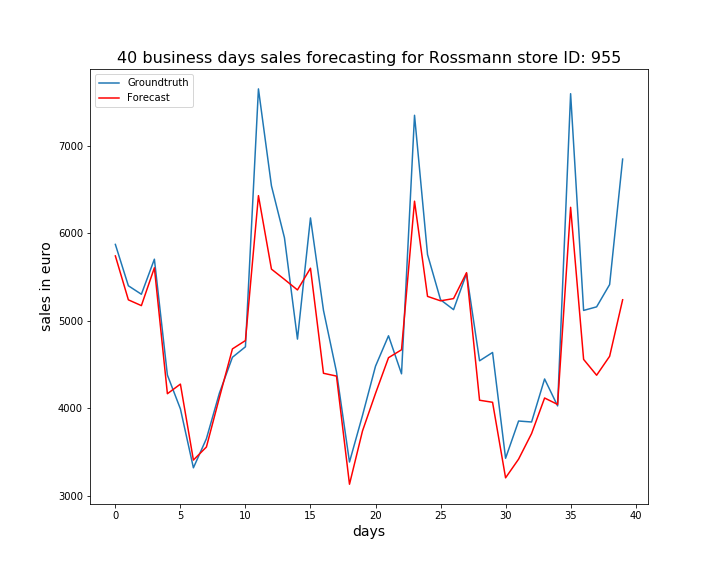 40 business days sales forecasting for Rossmann store ID: 955
Groundtruth
Forecast
sales in euro
7000
6000
5000
4000
3000
0 5 10 15 20 25 30 35 40
days